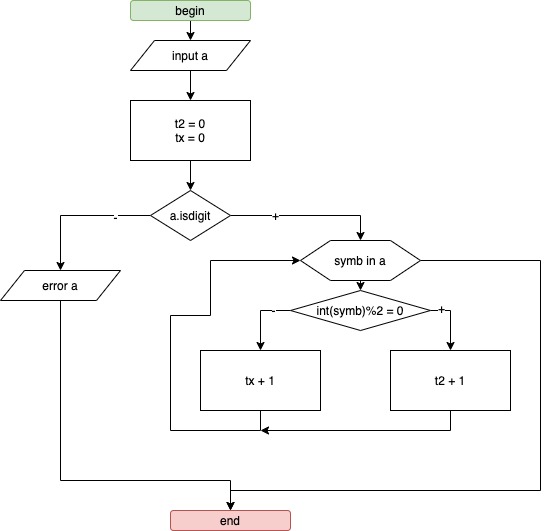 begin
input a
t2 = 0
tx = 0
a.isdigit
-
+
error a
symb in a
int(symb)%2 = 0
-
+
tx + 1
t2 + 1
end